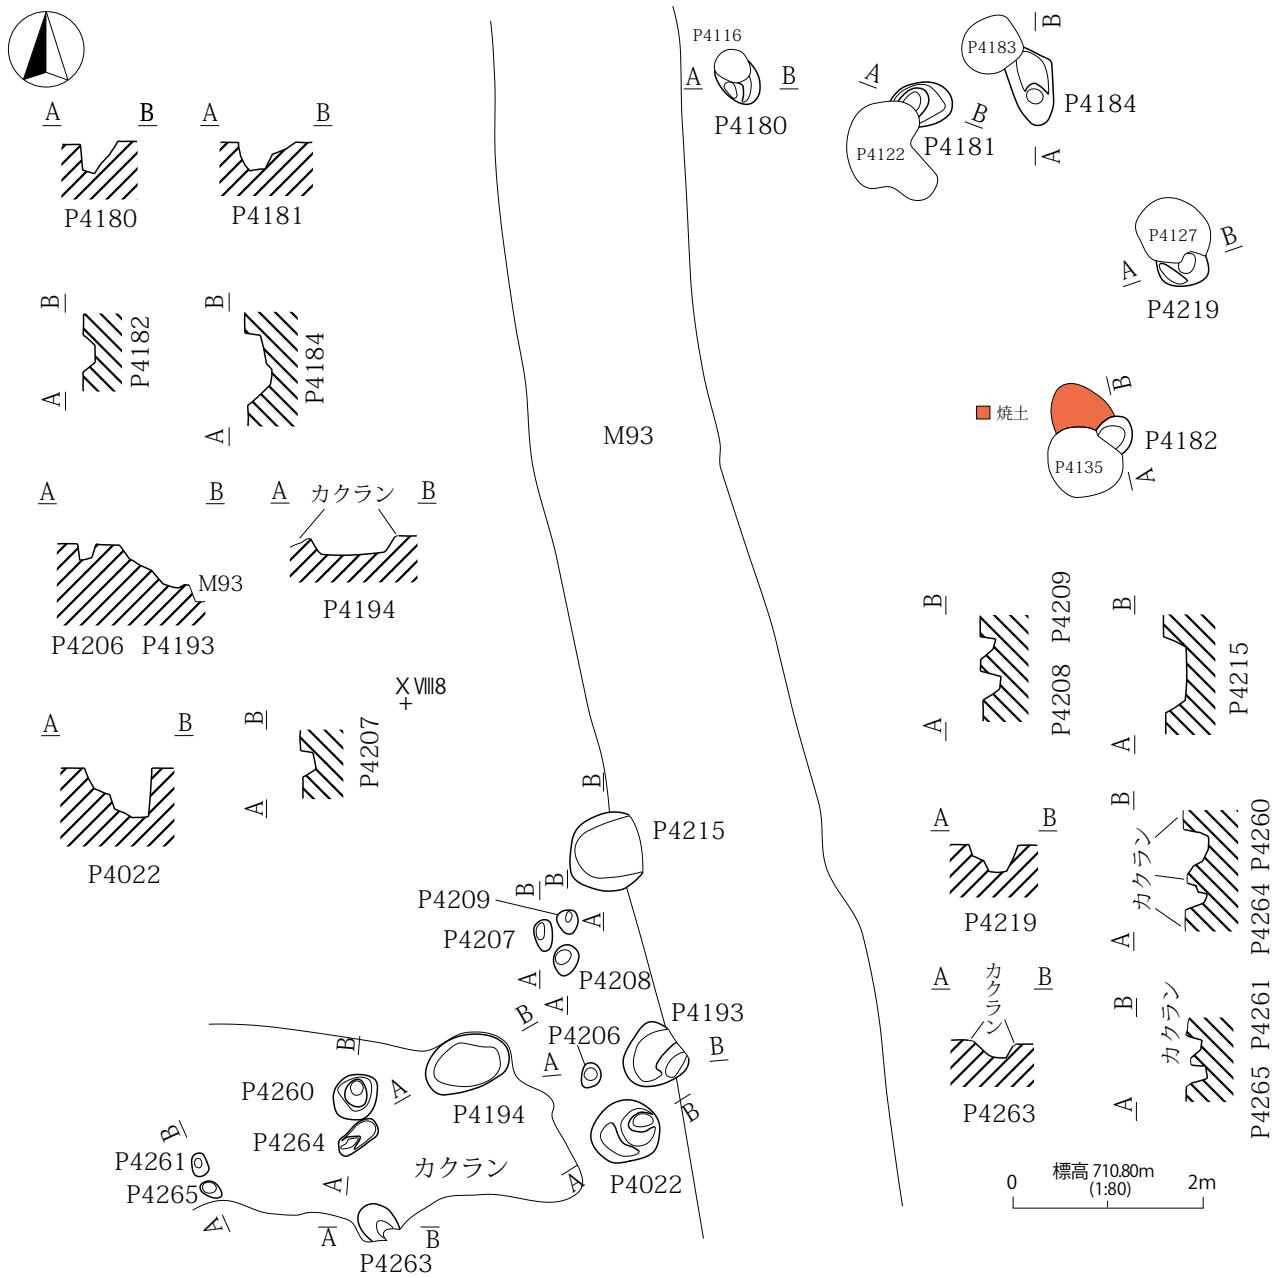 P4116
A B
P4180
A
B
P4122
P4181
P4183
B
P4184
A
P4127
B
A
P4219
焼土
B
P4182
P4135
A
A B
P4180
A B
P4181
B
P4182
A
B
P4184
A
M93
A B
M93
P4206 P4193
A カクラン B
P4194
XⅧ8
A B
P4022
B
P4207
A
B
P4215
B B
P4209
A
P4207
A
P4208
A
B
P4206
A
P4193
B
B
P4022
A
B
P4260
A
P4194
P4264
カクラン
B
P4261
P4265
A
A
A B
P4263
B
P4209
P4208
A
B
P4215
A
A B
P4219
B
カクラン
P4264 P4260
A
A カクラン B
P4263
B
カクラン
P4265 P4261
A
標高 710.80m
0 (1:80) 2m